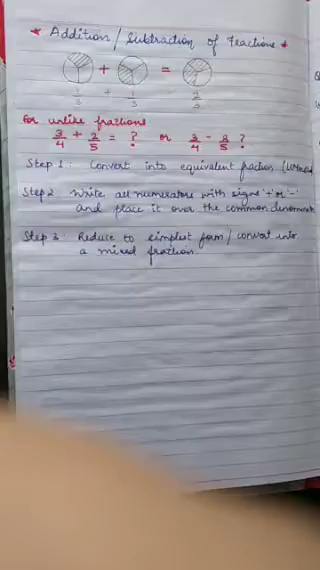 * Addition / Subtraction of Fractions *
+ =
1/3 + 1/3 2/3
For unlike fractions
3/4 + 2/5 = ? or 3/4 - 2/5 ?
Step 1: Convert into equivalent fraction
Step 2 Write all numerators with signs '+' or '-'
and place it over the common
Step 3 Reduce to simplest form / convert into
a mixed fraction.